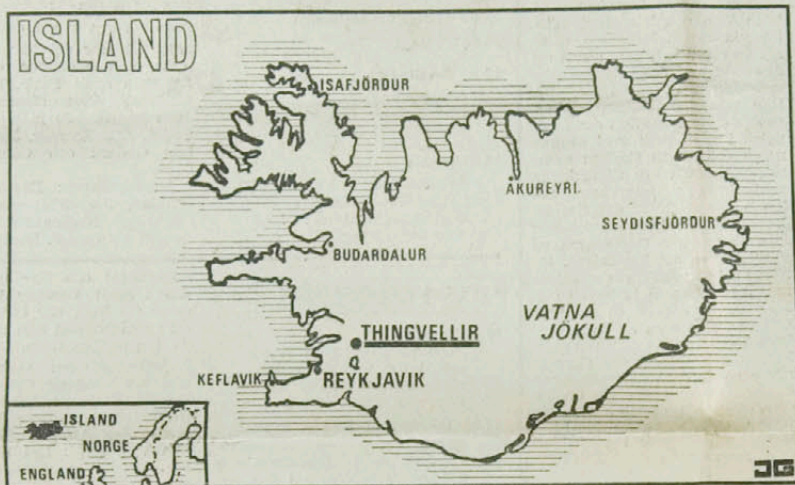 ISLAND
ISAFJÖRDUR
AKUREYRI
SEYDISFJÖRDUR
BUDARDALUR
VATNA
JÖKULL
THINGVELLIR
KEFLAVIK
REYKJAVIK
ISLAND
NORGE
ENGLAND
JG